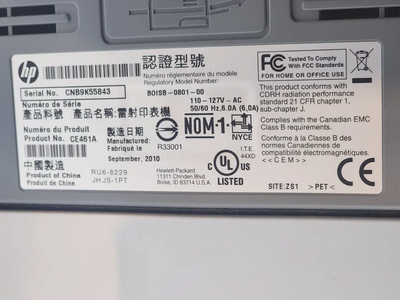 hp
認證型號
Numéro réglementaire du modèle
Regulatory Model Number:
FC Tested To Comply
With FCC Standards
FOR HOME OR OFFICE USE
Serial No. CNB9K55843
Numéro de Série
BOISB-0801-00
110-127V~AC
50/60 Hz, 6.0A (6.0A)
This product conforms with
CDRH radiation performance
standard 21 CFR chapter 1,
subchapter J.
產品料號 產品名稱:雷射印表機
Numéro du Produit
Product No. CE461A
製造日期
Manufactured
Fabriqué le
September, 2010
R33001
NOM-1
NYCE
Complies with the Canadian EMC
Class B requirements.
Conforme à la Classe B des
normes Canadiennes de
compatibilité électromagnétiques.
<<CEM>>
中國製造
Product of China
Produit de Chine
RU6-8229
JHJS-1PT
Hewlett-Packard
11311 Chinden Blvd.
Boise, ID 83714 U.S.A.
C UL US
LISTED
I.T.E.
44XD
SITE:ZS1 >PET<